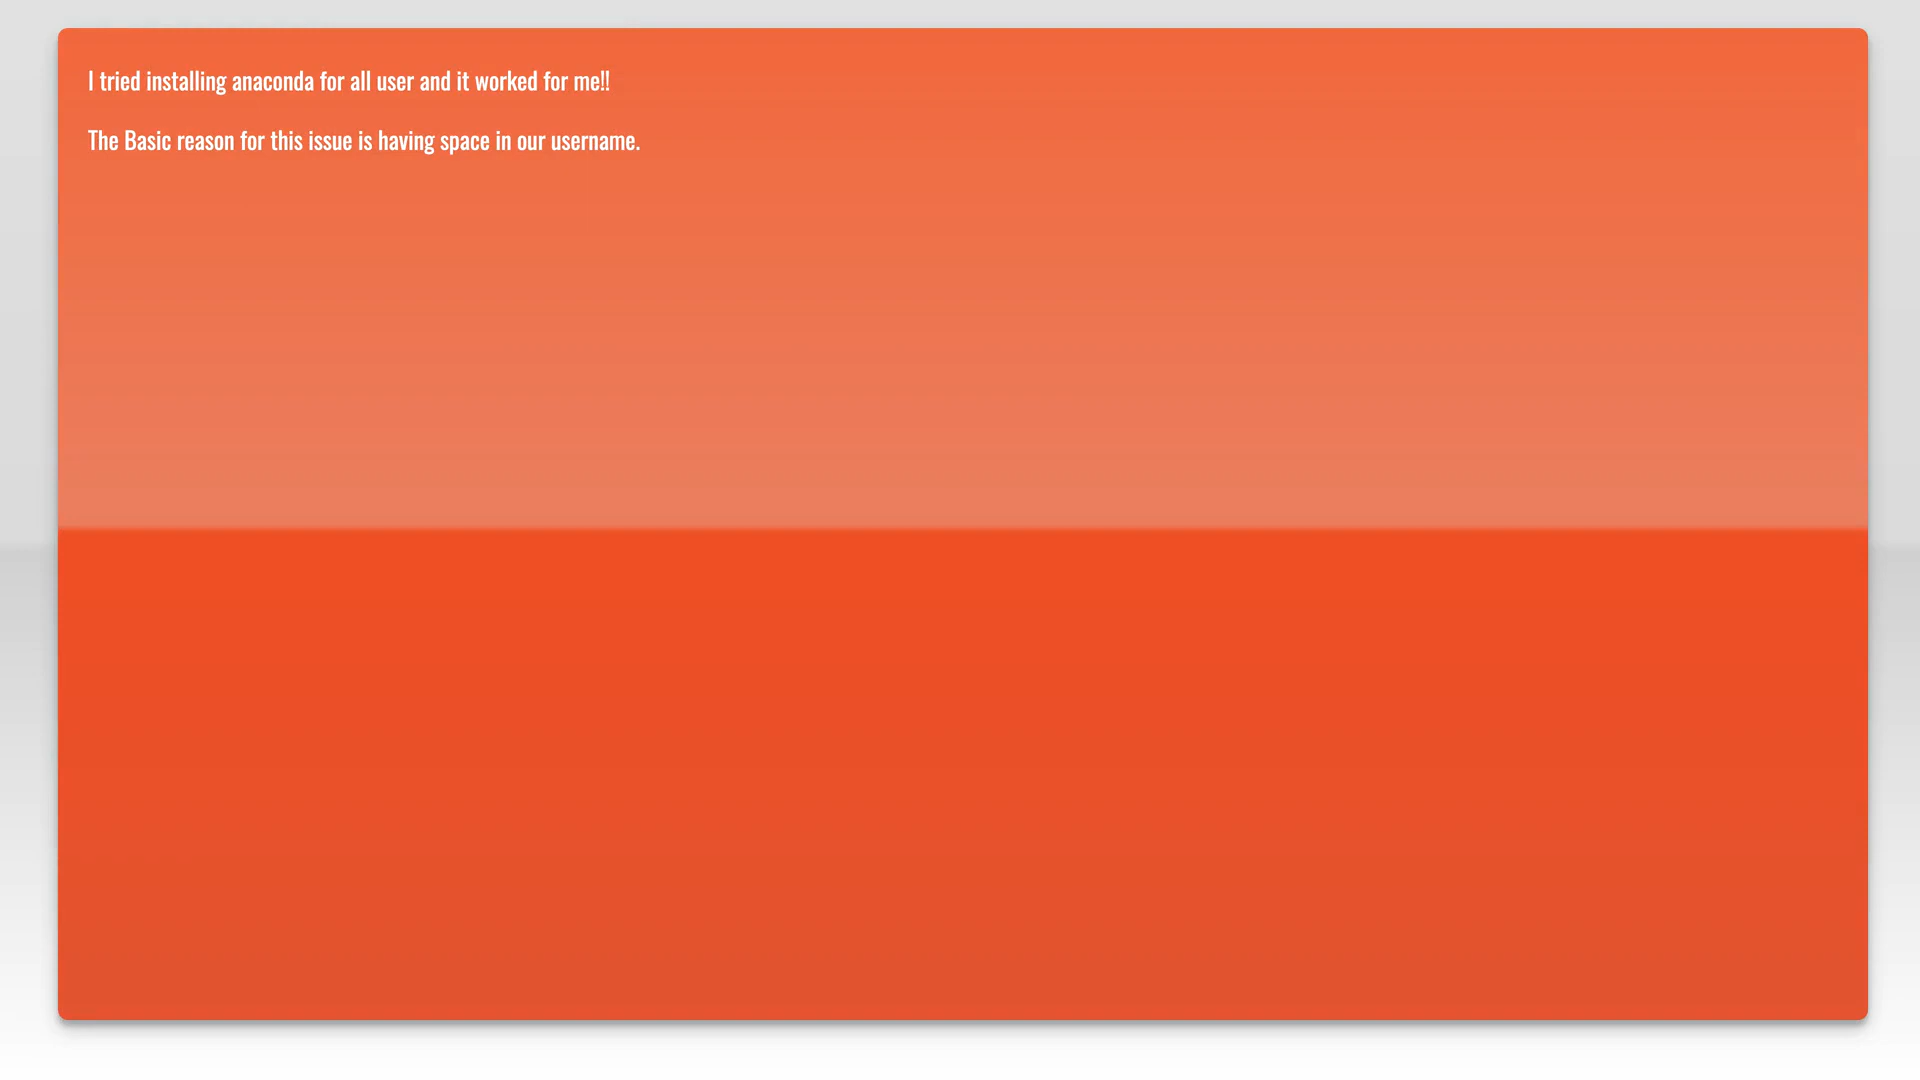 I tried installing anaconda for all user and it worked for me!!
The Basic reason for this issue is having space in our username.